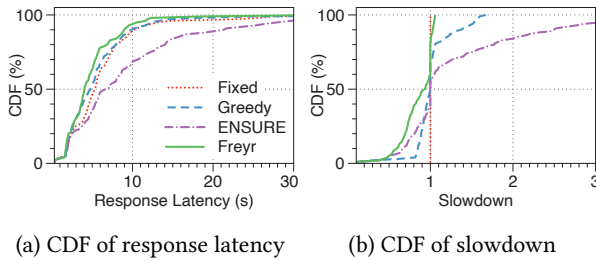 100
50
0
CDF (%)
10
20
30
Response Latency (s)
Fixed
Greedy
ENSURE
Freyr
100
50
0
CDF (%)
1
2
3
Slowdown
(a) CDF of response latency
(b) CDF of slowdown